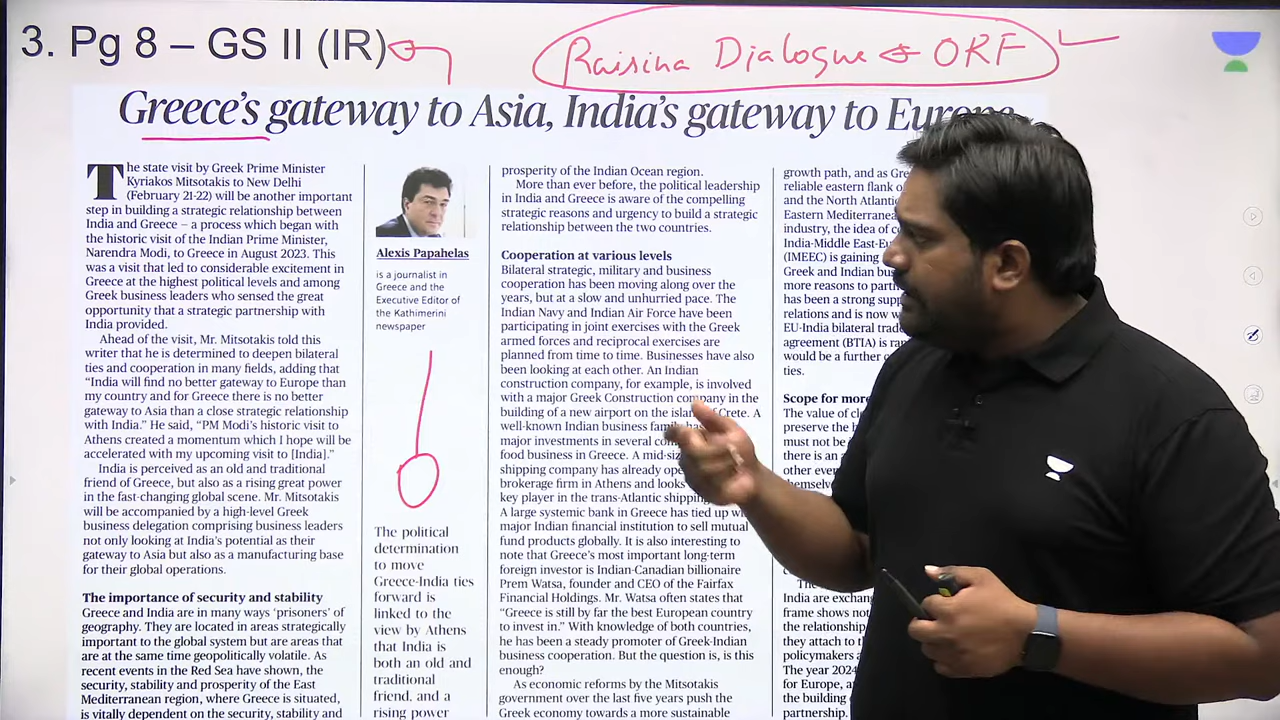 3. Pg 8 – GS II (IR)
Raisina Dialogue ORF
Greece's gateway to Asia, India's gateway to Europe
The state visit by Greek Prime Minister
Kyriakos Mitsotakis to New Delhi
(February 21-22) will be another important
step in building a strategic relationship between
India and Greece – a process which began with
the historic visit of the Indian Prime Minister,
Narendra Modi, to Greece in August 2023. This
was a visit that led to considerable excitement in
Greece at the highest political levels and among
Greek business leaders who sensed the great
opportunity that a strategic partnership with
India provided.
Ahead of the visit, Mr. Mitsotakis told this
writer that he is determined to deepen bilateral
ties and cooperation in many fields, adding that
“India will find no better gateway to Europe than
my country and for Greece there is no better
gateway to Asia than a close strategic relationship
with India.” He said, “PM Modi's historic visit to
Athens created a momentum which I hope will be
accelerated with my upcoming visit to [India].”
India is perceived as an old and traditional
friend of Greece, but also as a rising great power
in the fast-changing global scene. Mr. Mitsotakis
will be accompanied by a high-level Greek
business delegation comprising business leaders
not only looking at India's potential as their
gateway to Asia but also as a manufacturing base
for their global operations.
The importance of security and stability
Greece and India are in many ways ‘prisoners’ of
geography. They are located in areas strategically
important to the global system but are areas that
are at the same time geopolitically volatile. As
recent events in the Red Sea have shown, the
security, stability and prosperity of the East
Mediterranean region, where Greece is situated,
is vitally dependent on the security, stability and
Alexis Papahelas
is a journalist in
Greece and the
Executive Editor of
the Kathimerini
newspaper
The political
determination
to move
Greece-India ties
forward is
linked to the
view by Athens
that India is
both an old and
traditional
friend, and a
rising power
prosperity of the Indian Ocean region.
More than ever before, the political leadership
in India and Greece is aware of the compelling
strategic reasons and urgency to build a strategic
relationship between the two countries.
Cooperation at various levels
Bilateral strategic, military and business
cooperation has been moving along over the
years, but at a slow and unhurried pace. The
Indian Navy and Indian Air Force have been
participating in joint exercises with the Greek
armed forces and reciprocal exercises are
planned from time to time. Businesses have also
been looking at each other. An Indian
construction company, for example, is involved
with a major Greek Construction company in the
building of a new airport on the island of Crete. A
well-known Indian business family has
major investments in several
food business in Greece. A
shipping company has already
brokerage firm in Athens and looks
key player in the trans-Atlantic shipping
A large systemic bank in Greece has tied up
major Indian financial institution to sell mutual
fund products globally. It is also interesting to
note that Greece's most important long-term
foreign investor is Indian-Canadian billionaire
Prem Watsa, founder and CEO of the Fairfax
Financial Holdings. Mr. Watsa often states that
“Greece is still by far the best European country
to invest in.” With knowledge of both countries,
he has been a steady promoter of Greek-Indian
business cooperation. But the question is, is this
enough?
As economic reforms by the Mitsotakis
government over the last five years push the
Greek economy towards a more sustainable
growth path, and as
reliable eastern flank
and the North
Eastern
industry, the idea of
India-Middle
(IMEEC) is gaining
Greek and Indian
more reasons to
has been a strong
relations and is now
EU-India bilateral
agreement (BTIA) is
would be a further
ties.
Scope for more
The value of
preserve the
must not be
there is an
other
India are
frame shows
the
they attach to
policymakers
The year
for Europe,
the building
partnership.